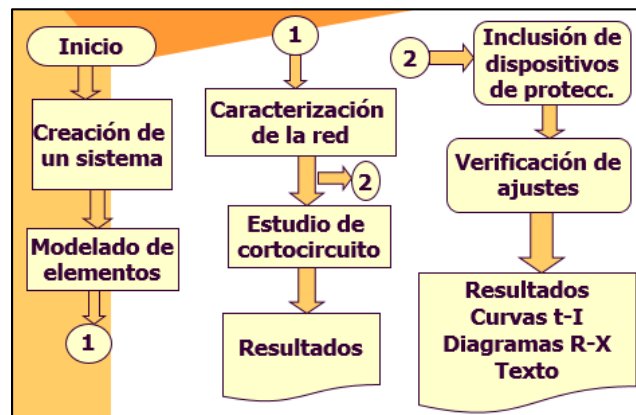 Inicio
Creación de
un sistema
Modelado de
elementos
1
1
Caracterización
de la red
2
Estudio de
cortocircuito
Resultados
2
Inclusión de
dispositivos
de protecc.
Verificación de
ajustes
Resultados
Curvas t-I
Diagramas R-X
Texto